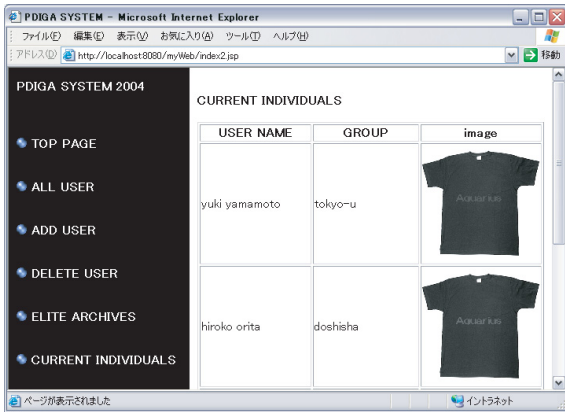 PDIGA SYSTEM - Microsoft Internet Explorer
ファイル(F) 編集(E) 表示(V) お気に入り(A) ツール(T) ヘルプ(H)
アドレス(D) http://localhost:8080/myWeb/index2.jsp 移動
PDIGA SYSTEM 2004
TOP PAGE
ALL USER
ADD USER
DELETE USER
ELITE ARCHIVES
CURRENT INDIVIDUALS
CURRENT INDIVIDUALS
USER NAME GROUP image
yuki yamamoto tokyo-u Aquarius
hiroko orita doshisha Aquarius
ページが表示されました イントラネット